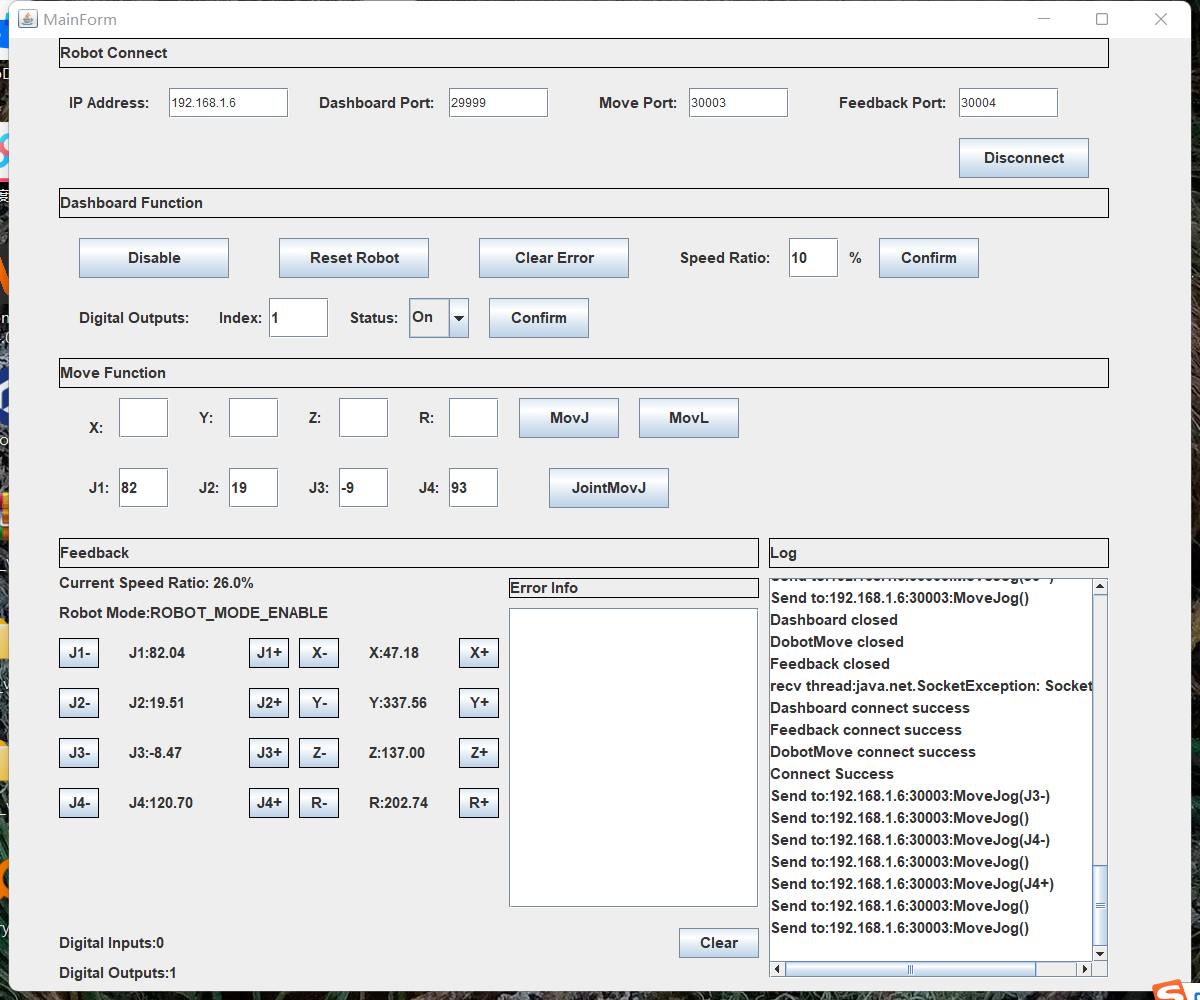 MainForm
Robot Connect
IP Address: 192.168.1.6 Dashboard Port: 29999 Move Port: 30003 Feedback Port: 30004
Disconnect
Dashboard Function
Disable Reset Robot Clear Error Speed Ratio: 10 % Confirm
Digital Outputs: Index: 1 Status: On Confirm
Move Function
X: Y: Z: R: MovJ MovL
J1: 82 J2: 19 J3: -9 J4: 93 JointMovJ
Feedback
Current Speed Ratio: 26.0%
Robot Mode:ROBOT_MODE_ENABLE
J1- J1:82.04 J1+ X- X:47.18 X+
J2- J2:19.51 J2+ Y- Y:337.56 Y+
J3- J3:-8.47 J3+ Z- Z:137.00 Z+
J4- J4:120.70 J4+ R- R:202.74 R+
Digital Inputs:0
Digital Outputs:1
Error Info
Clear
Log
Send to:192.168.1.6:30003:MoveJog()
Dashboard closed
DobotMove closed
Feedback closed
recv thread:java.net.SocketException: Socket
Dashboard connect success
Feedback connect success
DobotMove connect success
Connect Success
Send to:192.168.1.6:30003:MoveJog(J3-)
Send to:192.168.1.6:30003:MoveJog()
Send to:192.168.1.6:30003:MoveJog(J4-)
Send to:192.168.1.6:30003:MoveJog()
Send to:192.168.1.6:30003:MoveJog(J4+)
Send to:192.168.1.6:30003:MoveJog()
Send to:192.168.1.6:30003:MoveJog()